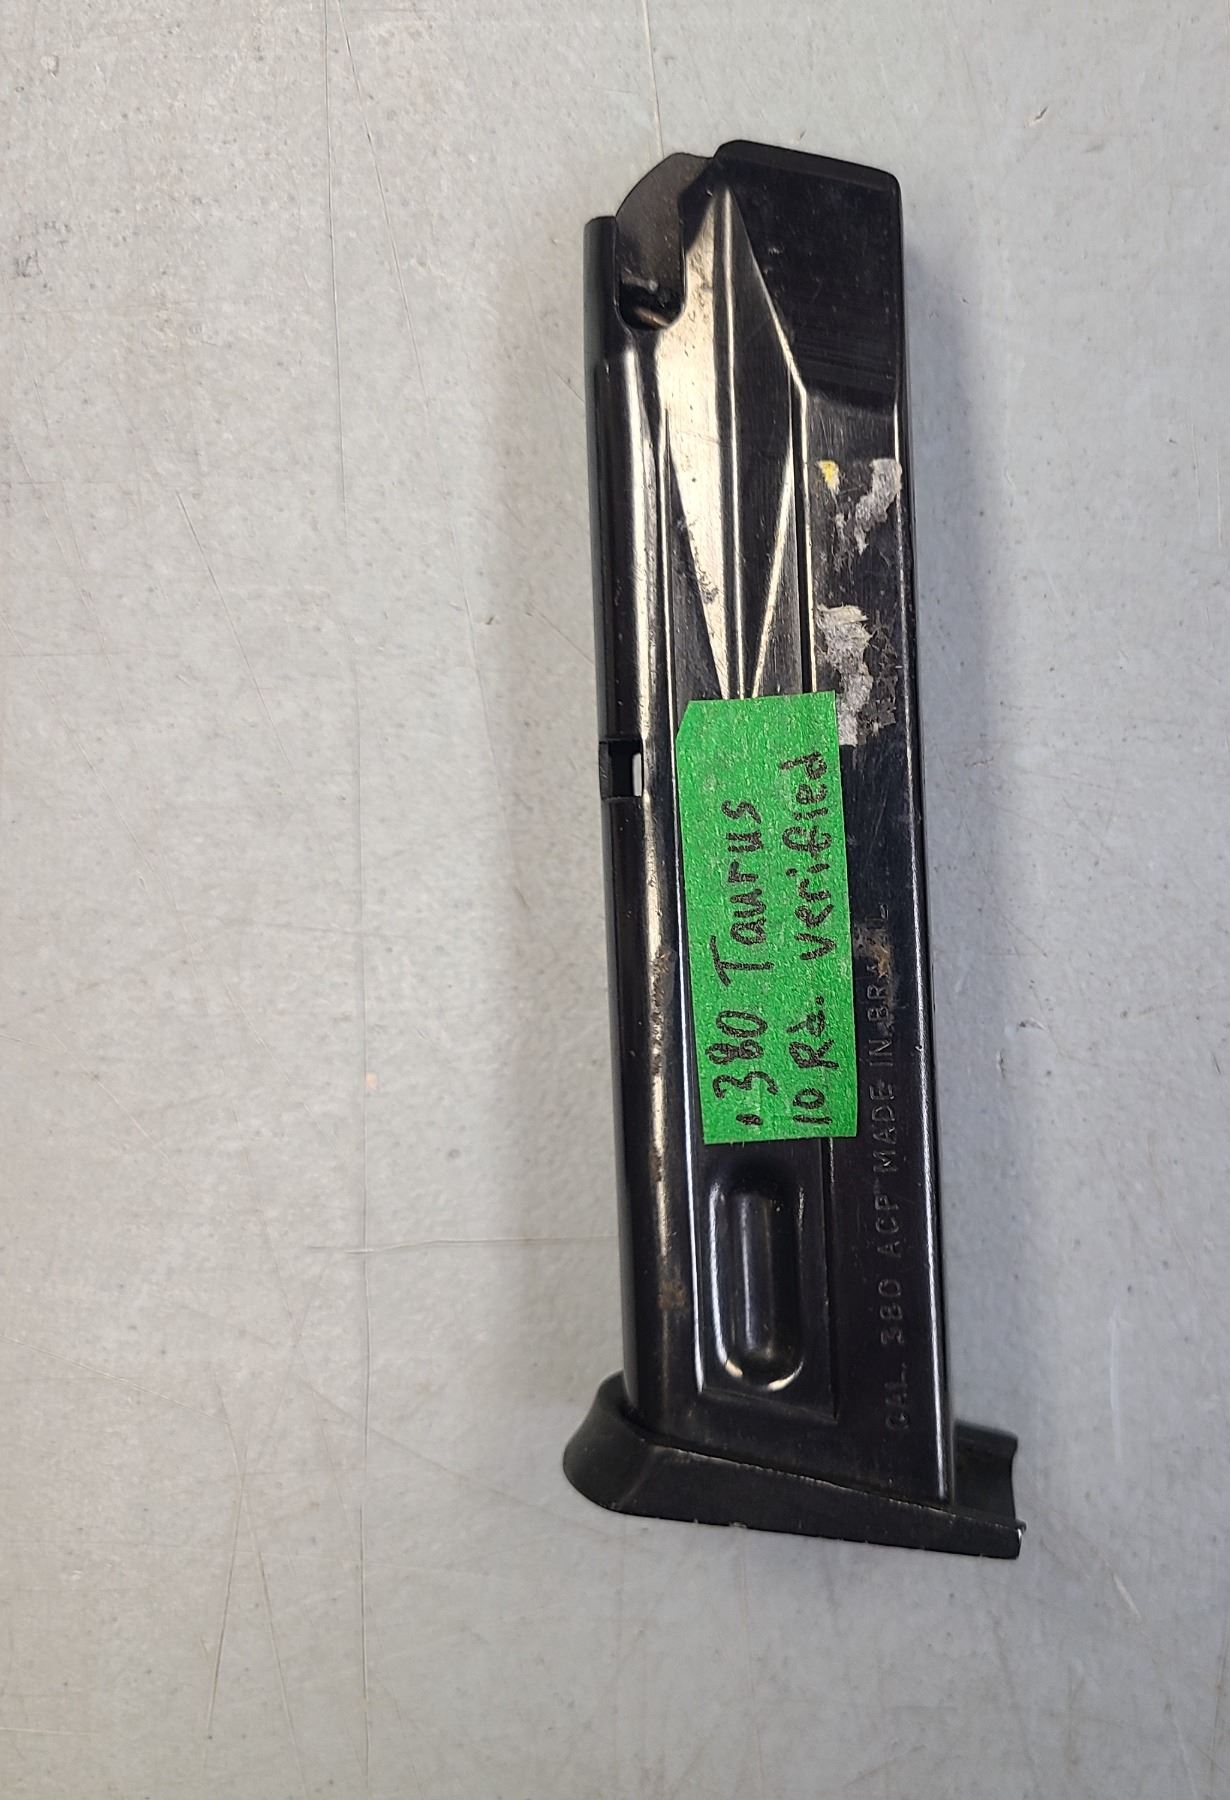 .380 Taurus
10 Rd. verified
CAL. 380 ACP MADE IN BRAZIL